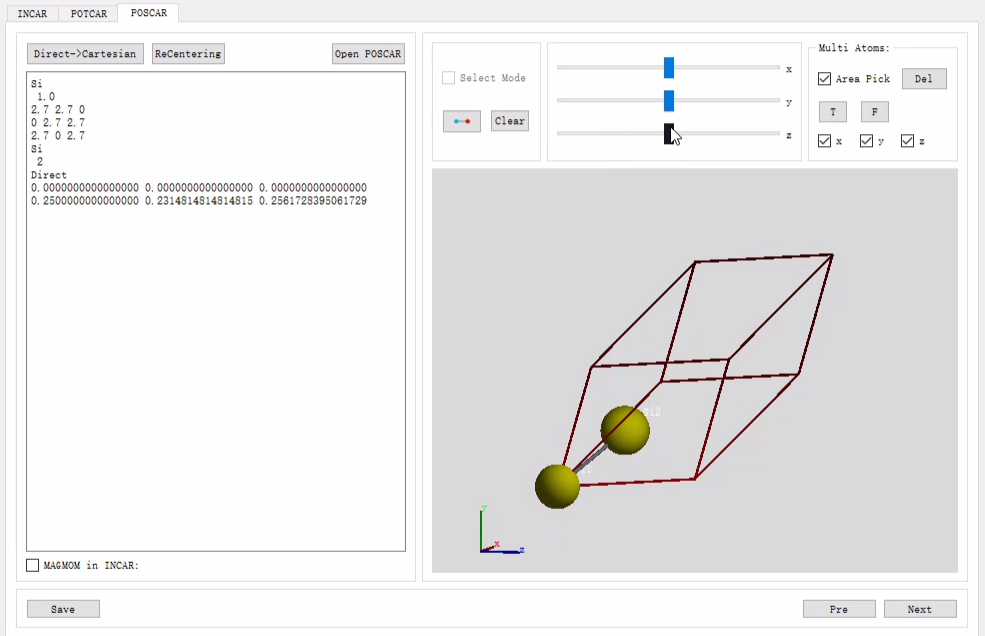 INCAR POTCAR POSCAR
Direct->Cartesian ReCentering Open POSCAR
Si
1.0
2.7 2.7 0
0 2.7 2.7
2.7 0 2.7
Si
2
Direct
0.0000000000000000 0.0000000000000000 0.0000000000000000
0.2500000000000000 0.2314814814814815 0.2561728395061729
MAGMOM in INCAR:
Select Mode
Clear
x
y
z
Multi Atoms:
Area Pick Del
T F
x y z
Si2
y
x
z
Save Pre Next